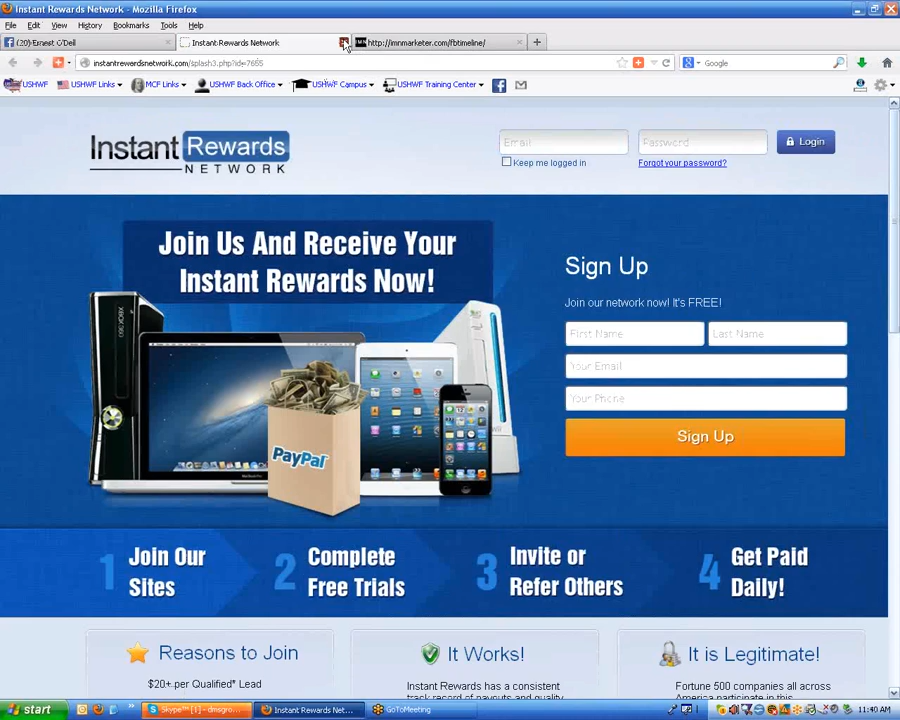 Instant Rewards Network - Mozilla Firefox
File Edit View History Bookmarks Tools Help
(20) Ernest O'Dell
Instant Rewards Network
http://imnmarketer.com/fbtimeline/
instantrewardsnetwork.com/splash3.php?id=7655
Google
USHWF USHWF Links MCF Links USHWF Back Office USHWF Campus USHWF Training Center
Instant Rewards
NETWORK
Email Password Login
Keep me logged in Forgot your password?
Join Us And Receive Your
Instant Rewards Now!
XBOX 360
PayPal
Wii
Sign Up
Join our network now! It's FREE!
First Name Last Name
Your Email
Your Phone
Sign Up
1 Join Our
Sites
2 Complete
Free Trials
3 Invite or
Refer Others
4 Get Paid
Daily!
Reasons to Join
$20+ per Qualified* Lead
It Works!
Instant Rewards has a consistent
track record of payouts and quality
It is Legitimate!
Fortune 500 companies all across
America participate in our
start
Skype™ [1] - dmsgro...
Instant Rewards Net...
GoToMeeting
11:40 AM